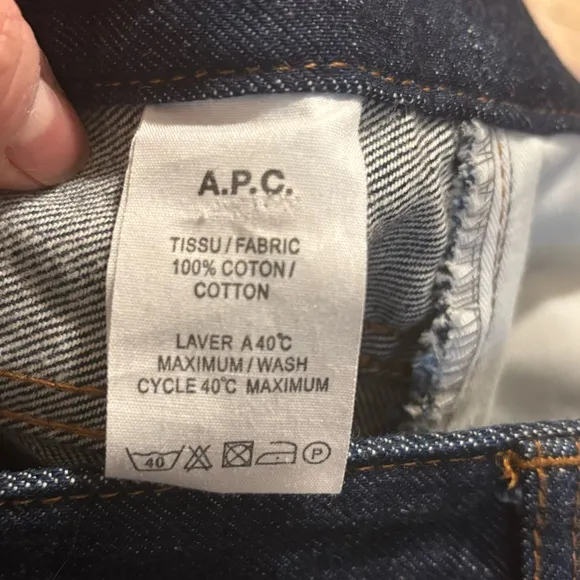 A.P.C.
TISSU/FABRIC
100% COTON/
COTTON
LAVER A 40°C
MAXIMUM/WASH
CYCLE 40°C MAXIMUM
40 P